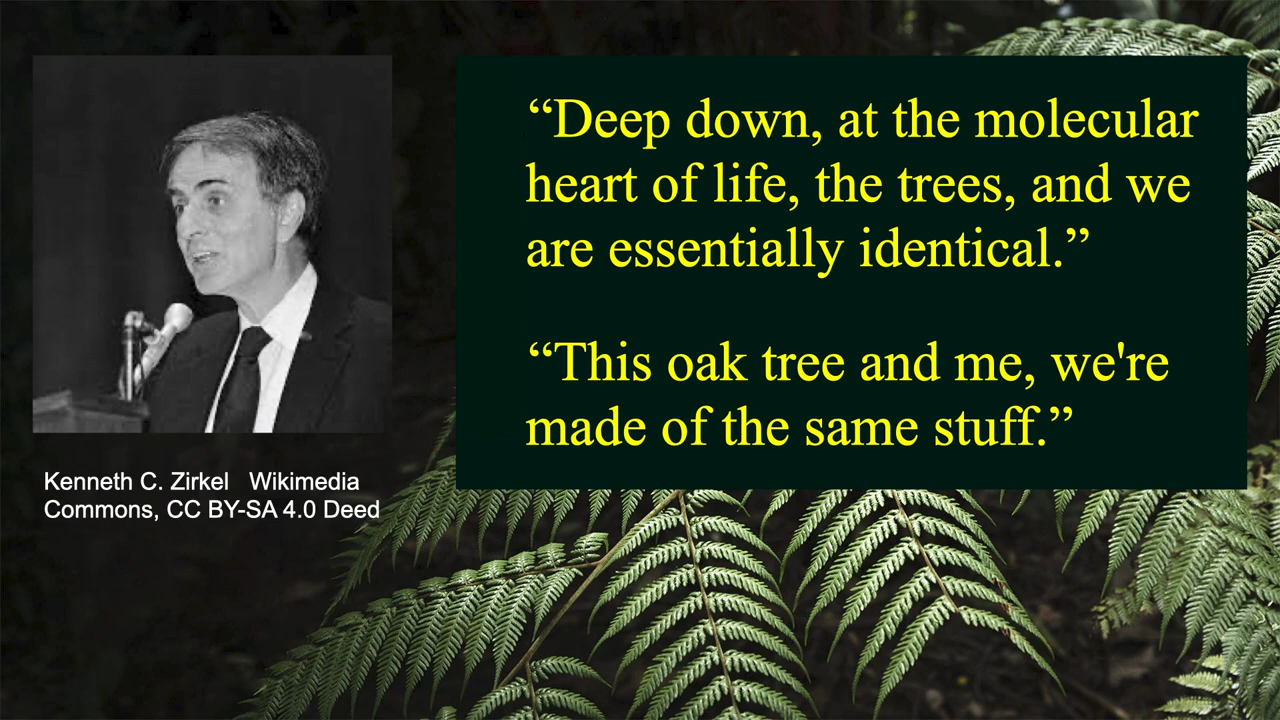 “Deep down, at the molecular
heart of life, the trees, and we
are essentially identical.”
“This oak tree and me, we're
made of the same stuff.”
Kenneth C. Zirkel Wikimedia
Commons, CC BY-SA 4.0 Deed